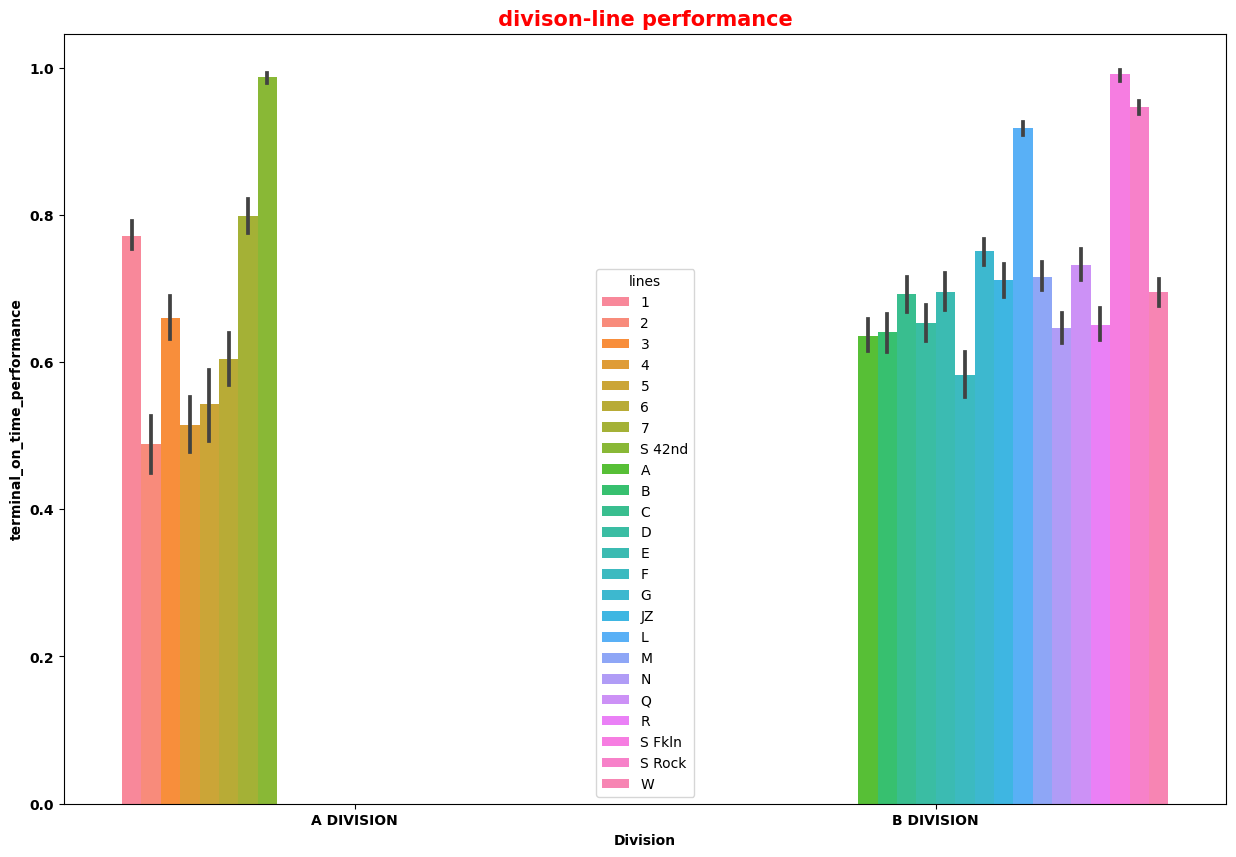 divison-line performance
terminal_on_time_performance
1.0
0.8
0.6
0.4
0.2
0.0
lines
1
2
3
4
5
6
7
S 42nd
A
B
C
D
E
F
G
JZ
L
M
N
Q
R
S Fkln
S Rock
W
A DIVISION
B DIVISION
Division